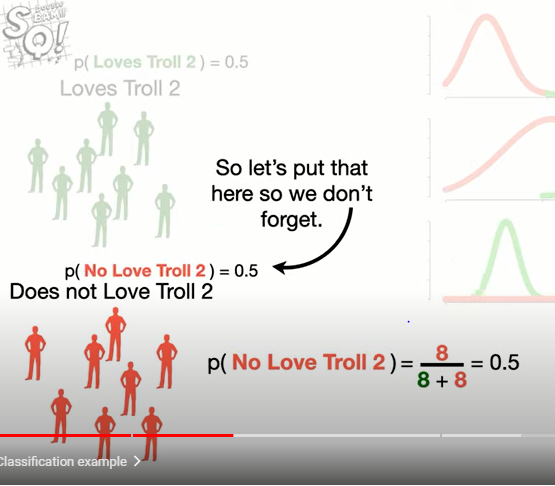 StatQuest!
p( Loves Troll 2 ) = 0.5
Loves Troll 2
So let's put that
here so we don't
forget.
p( No Love Troll 2 ) = 0.5
Does not Love Troll 2
p( No Love Troll 2 ) = 8 / 8 + 8 = 0.5
Classification example